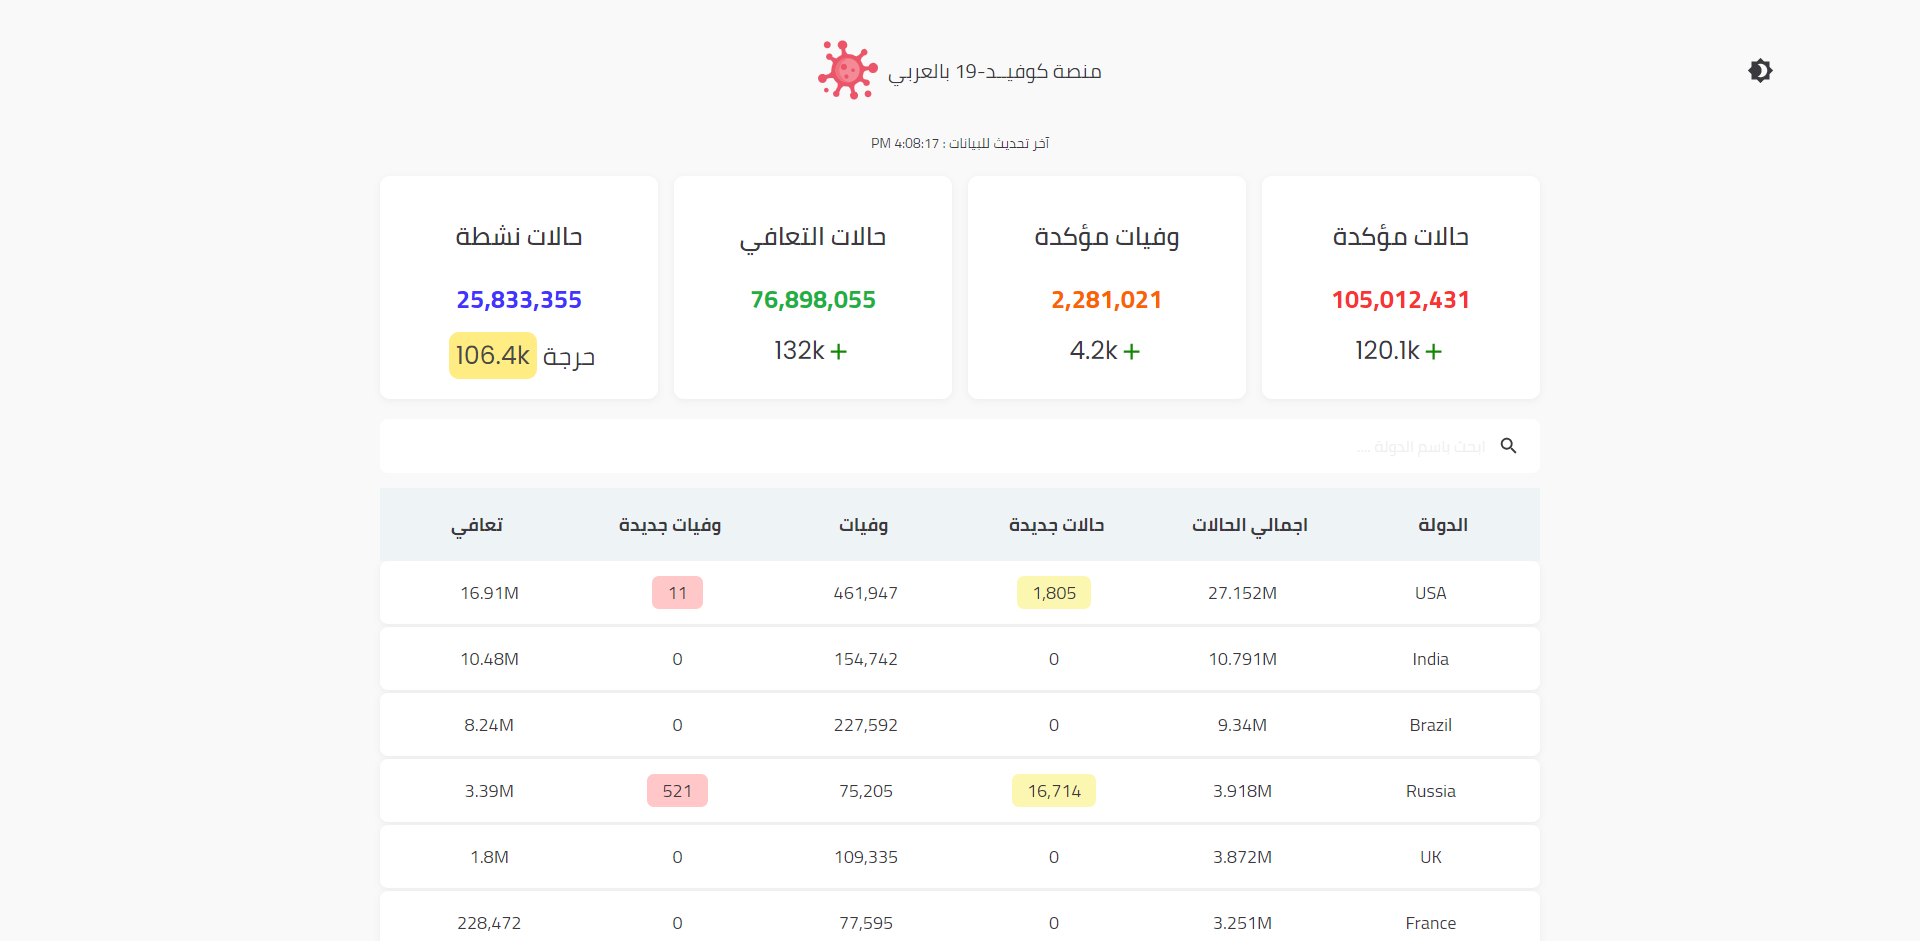 منصة كوفيــد-19 بالعربي
آخر تحديث للبيانات : 4:08:17 PM
حالات مؤكدة
105,012,431
120.1k+
وفيات مؤكدة
2,281,021
4.2k+
حالات التعافي
76,898,055
132k+
حالات نشطة
25,833,355
حرجة 106.4k
ابحث باسم الدولة ....
الدولة اجمالي الحالات حالات جديدة وفيات وفيات جديدة تعافي
USA 27.152M 1,805 461,947 11 16.91M
India 10.791M 0 154,742 0 10.48M
Brazil 9.34M 0 227,592 0 8.24M
Russia 3.918M 16,714 75,205 521 3.39M
UK 3.872M 0 109,335 0 1.8M
France 3.251M 0 77,595 0 228,472